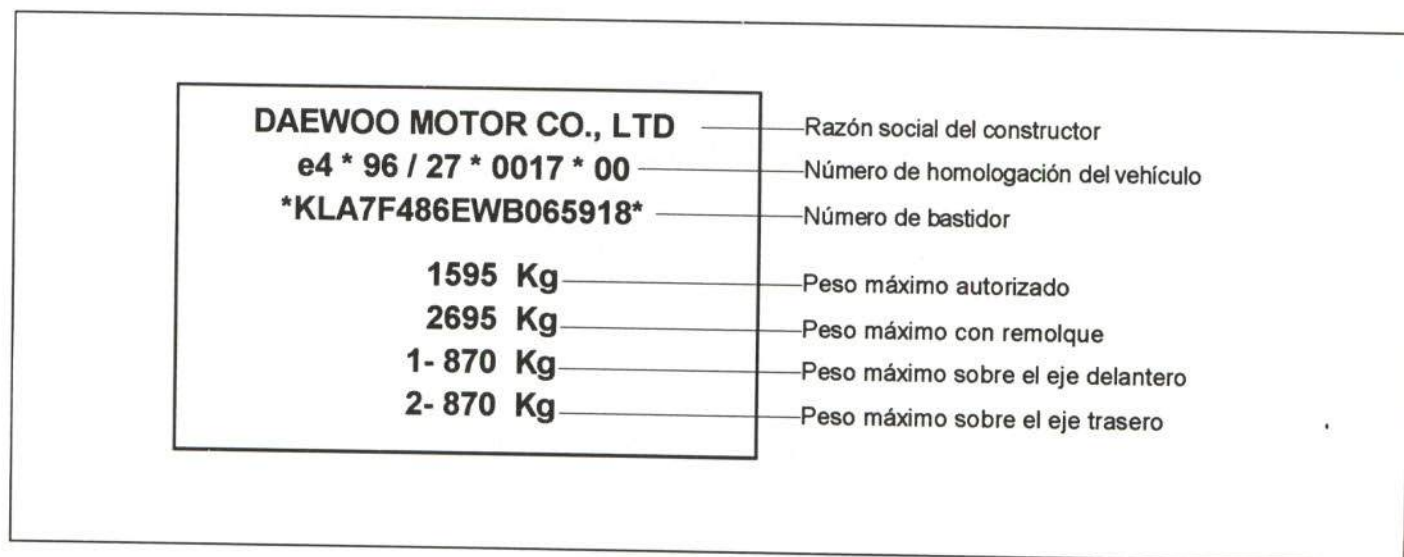 DAEWOO MOTOR CO., LTD Razón social del constructor
e4 * 96 / 27 * 0017 * 00 Número de homologación del vehículo
*KLA7F486EWB065918* Número de bastidor
1595 Kg Peso máximo autorizado
2695 Kg Peso máximo con remolque
1- 870 Kg Peso máximo sobre el eje delantero
2- 870 Kg Peso máximo sobre el eje trasero